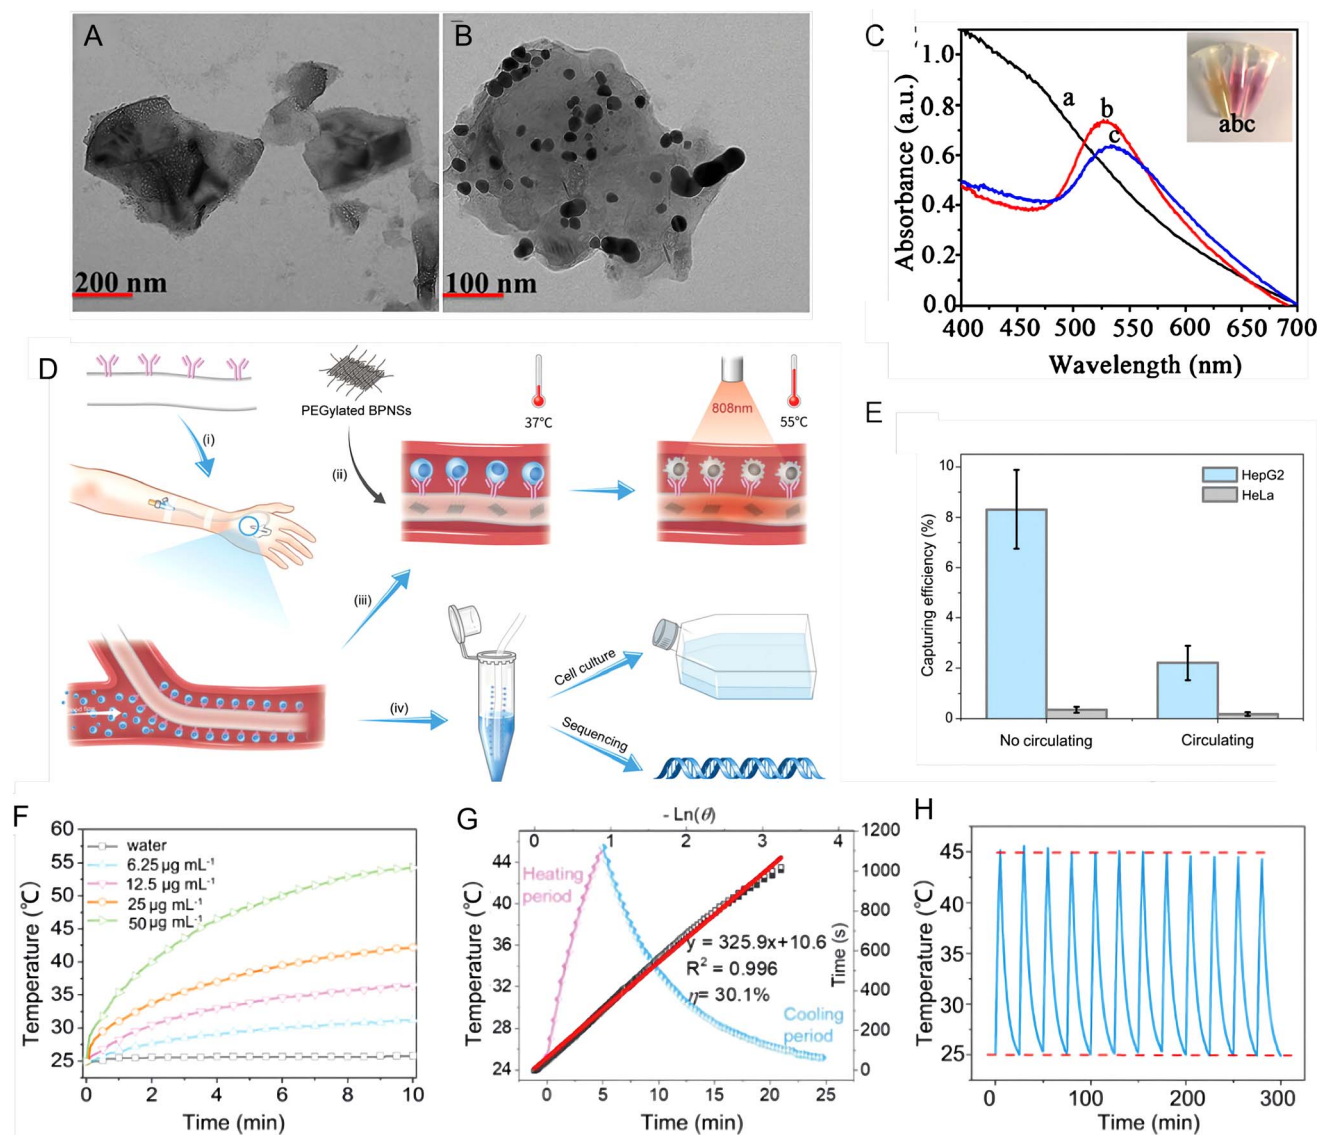 A
200 nm
B
100 nm
C
Absorbance (a.u.)
1.0
0.8
0.6
0.4
0.2
0.0
a
b
c
abc
400 450 500 550 600 650 700
Wavelength (nm)
D
(i)
PEGylated BPNSs
(ii)
37℃
808nm
55℃
(iii)
(iv)
Cell culture
Sequencing
E
Capturing efficiency (%)
10
8
6
4
2
0
HepG2
HeLa
No circulating Circulating
F
Temperature (℃)
60
55
50
45
40
35
30
25
water
6.25 μg mL⁻¹
12.5 μg mL⁻¹
25 μg mL⁻¹
50 μg mL⁻¹
0 2 4 6 8 10
Time (min)
G
- Ln(θ)
0 1 2 3 4
Temperature (℃)
44
40
36
32
28
24
Heating
period
y = 325.9x+10.6
R² = 0.996
η= 30.1%
Cooling
period
1200
1000
800
600
400
200
0
Time (s)
0 5 10 15 20 25
Time (min)
H
Temperature (℃)
45
40
35
30
25
0 100 200 300
Time (min)